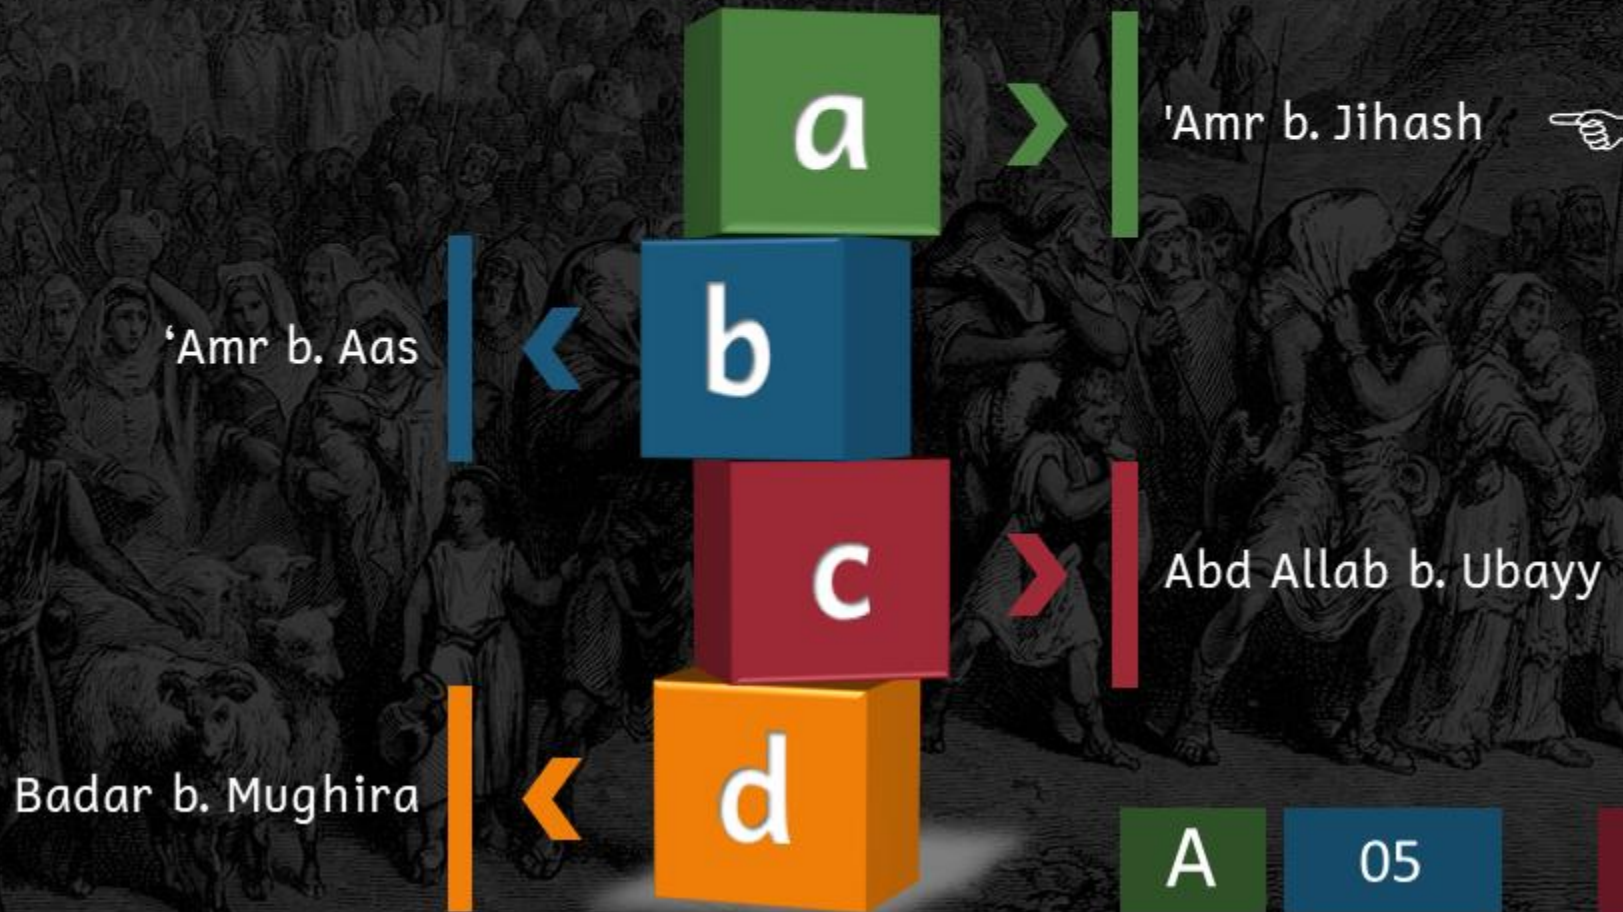 a
'Amr b. Jihash
b
‘Amr b. Aas
c
Abd Allab b. Ubayy
d
Badar b. Mughira
A
05